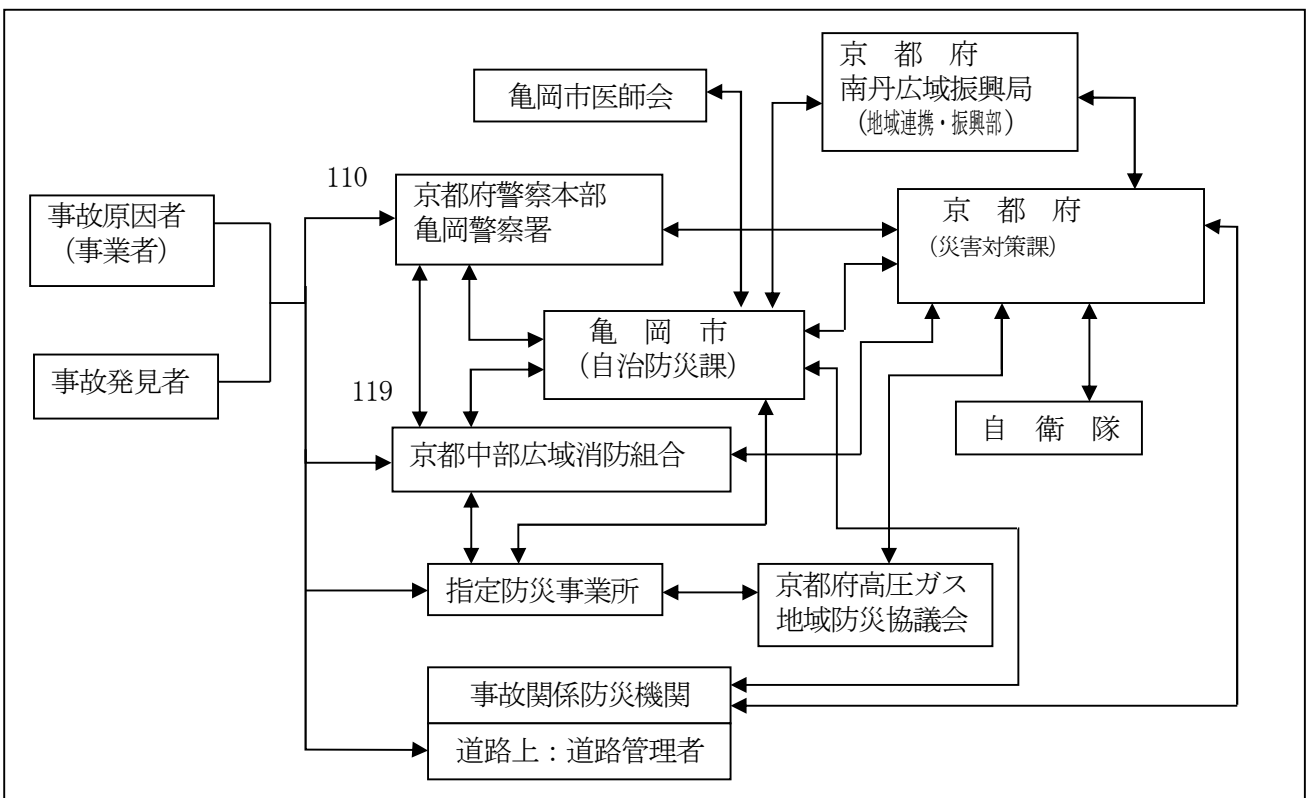 京　都　府
南丹広域振興局
（地域連携・振興部）
亀岡市医師会
110
京都府警察本部
亀岡警察署
事故原因者
（事業者）
京　都　府
（災害対策課）
亀　岡　市
（自治防災課）
事故発見者
119
自　衛　隊
京都中部広域消防組合
指定防災事業所
京都府高圧ガス
地域防災協議会
事故関係防災機関
道路上：道路管理者